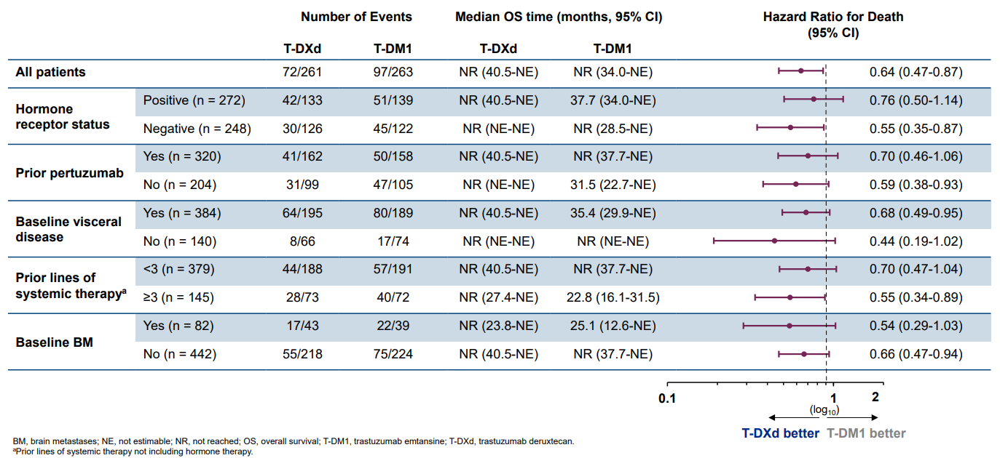 Number of Events Median OS time (months, 95% CI) Hazard Ratio for Death
(95% CI)
T-DXd T-DM1 T-DXd T-DM1
All patients 72/261 97/263 NR (40.5-NE) NR (34.0-NE) 0.64 (0.47-0.87)
Hormone
receptor status
Positive (n = 272) 42/133 51/139 NR (40.5-NE) 37.7 (34.0-NE) 0.76 (0.50-1.14)
Negative (n = 248) 30/126 45/122 NR (NE-NE) NR (28.5-NE) 0.55 (0.35-0.87)
Prior pertuzumab
Yes (n = 320) 41/162 50/158 NR (40.5-NE) NR (37.7-NE) 0.70 (0.46-1.06)
No (n = 204) 31/99 47/105 NR (NE-NE) 31.5 (22.7-NE) 0.59 (0.38-0.93)
Baseline visceral
disease
Yes (n = 384) 64/195 80/189 NR (40.5-NE) 35.4 (29.9-NE) 0.68 (0.49-0.95)
No (n = 140) 8/66 17/74 NR (NE-NE) NR (NE-NE) 0.44 (0.19-1.02)
Prior lines of
systemic therapyᵃ
<3 (n = 379) 44/188 57/191 NR (40.5-NE) NR (37.7-NE) 0.70 (0.47-1.04)
≥3 (n = 145) 28/73 40/72 NR (27.4-NE) 22.8 (16.1-31.5) 0.55 (0.34-0.89)
Baseline BM
Yes (n = 82) 17/43 22/39 NR (23.8-NE) 25.1 (12.6-NE) 0.54 (0.29-1.03)
No (n = 442) 55/218 75/224 NR (40.5-NE) NR (37.7-NE) 0.66 (0.47-0.94)
0.1 1 2
(log₁₀)
T-DXd better T-DM1 better
BM, brain metastases; NE, not estimable; NR, not reached; OS, overall survival; T-DM1, trastuzumab emtansine; T-DXd, trastuzumab deruxtecan.
ᵃPrior lines of systemic therapy not including hormone therapy.